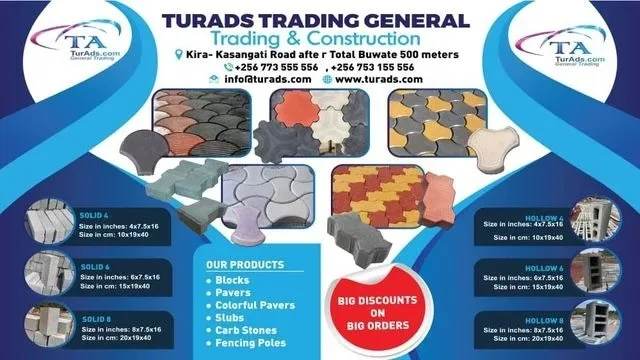 TA
TurAds.com
General Trading
TURADS TRADING GENERAL
Trading & Construction
Kira- Kasangati Road afte r Total Buwate 500 meters
+256 773 555 556 , +256 753 155 556
info@turads.com www.turads.com
TA
TurAds.com
General Trading
SOLID 4
Size in inches: 4x7.5x16
Size in cm: 10x19x40
SOLID 6
Size in inches: 6x7.5x16
Size in cm: 15x19x40
SOLID 8
Size in inches: 8x7.5x16
Size in cm: 20x19x40
OUR PRODUCTS
• Blocks
• Pavers
• Colorful Pavers
• Slubs
• Carb Stones
• Fencing Poles
BIG DISCOUNTS
ON
BIG ORDERS
HOLLOW 4
Size in inches: 4x7.5x16
Size in cm: 10x19x40
HOLLOW 6
Size in inches: 6x7.5x16
Size in cm: 15x19x40
HOLLOW 8
Size in inches: 8x7.5x16
Size in cm: 20x19x40